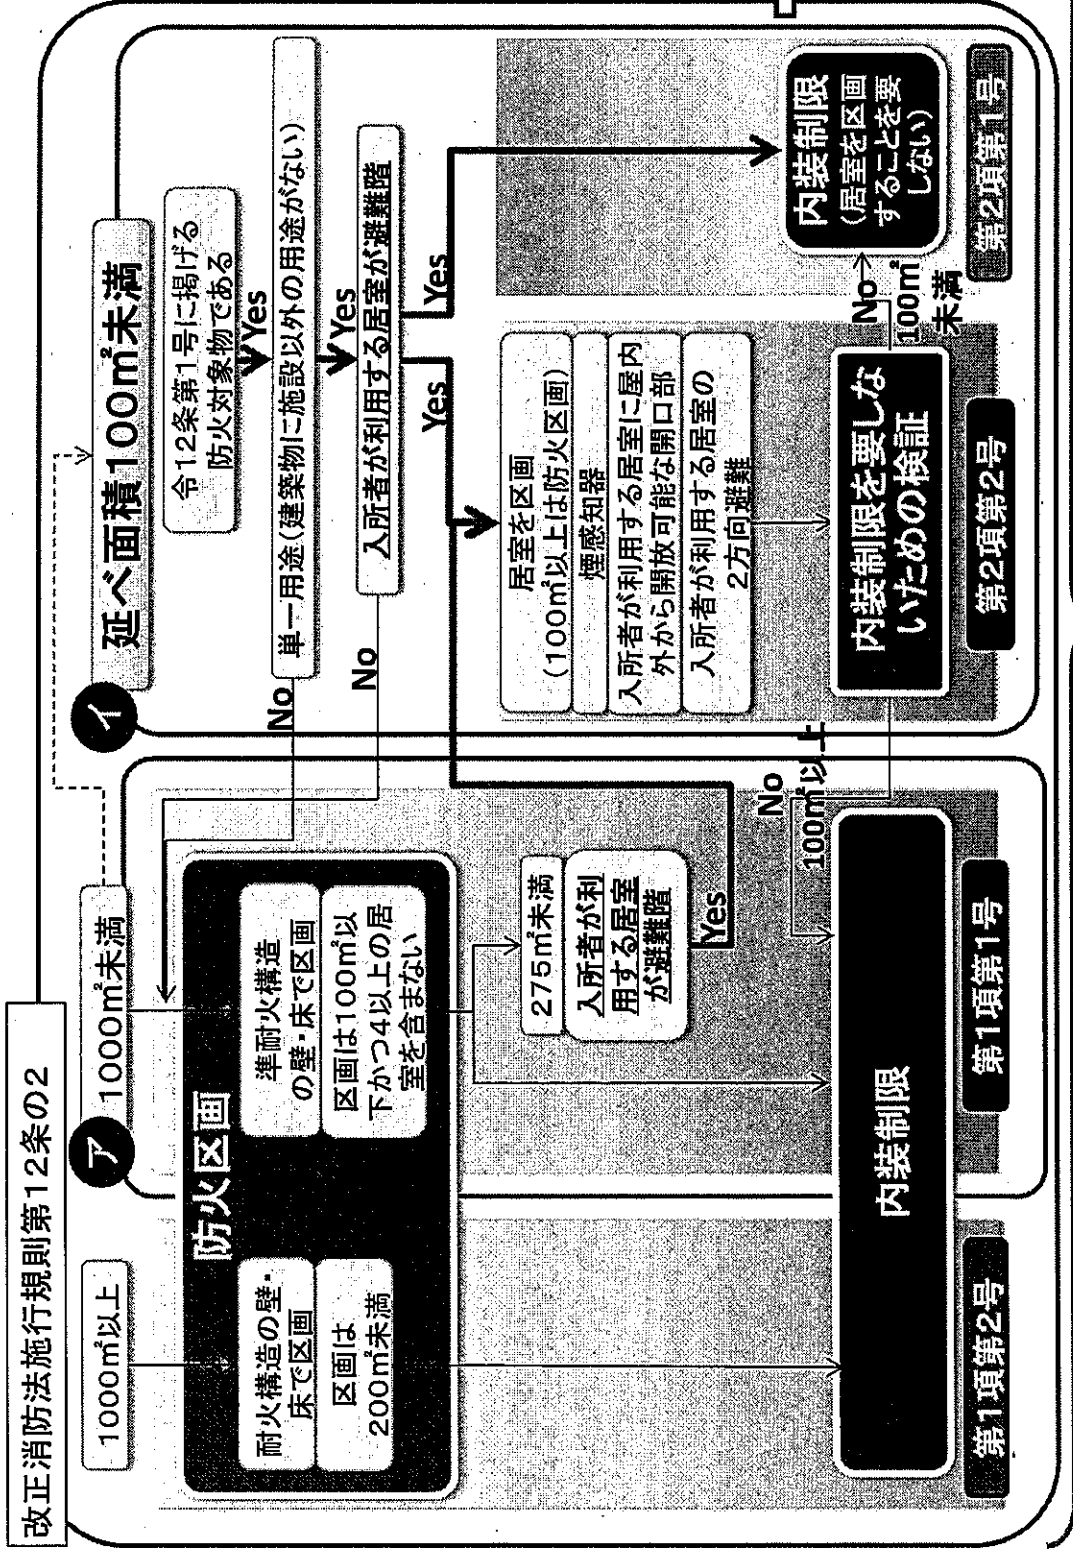 改正消防法施行規則第12条の2
1000㎡以上
防火区画
耐火構造の壁・
床で区画
区画は
200㎡未満
第1項第2号
ア
1000㎡未満
準耐火構造
の壁・床で区画
区画は100㎡以
下かつ4以上の居
室を含まない
275㎡未満
入所者が利
用する居室
が避難階
Yes
No
100㎡以上
内装制限
第1項第1号
イ
延べ面積100㎡未満
令12条第1号に掲げる
防火対象物である
Yes
単一用途(建築物に施設以外の用途がない)
No
Yes
入所者が利用する居室が避難階
No
Yes
Yes
居室を区画
(100㎡以上は防火区画)
煙感知器
入所者が利用する居室に屋内
外から開放可能な開口部
入所者が利用する居室の
2方向避難
内装制限を要しな
いための検証
第2項第2号
No
100㎡
未満
内装制限
(居室を区画
することを要
しない)
第2項第1号